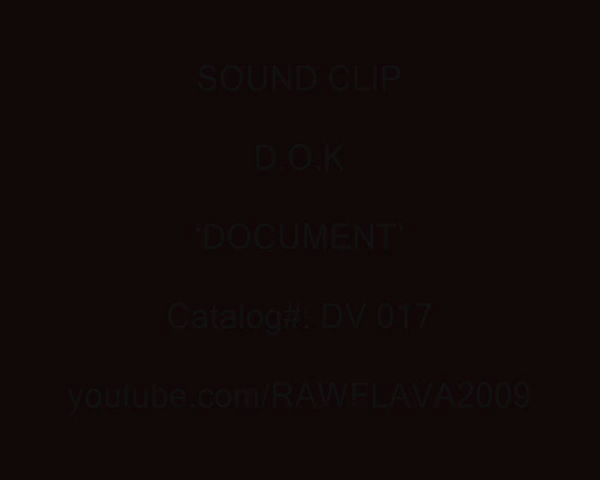 SOUND CLIP
D.O.K
'DOCUMENT'
Catalog#: DV 017
youtube.com/RAWFLAVA2009